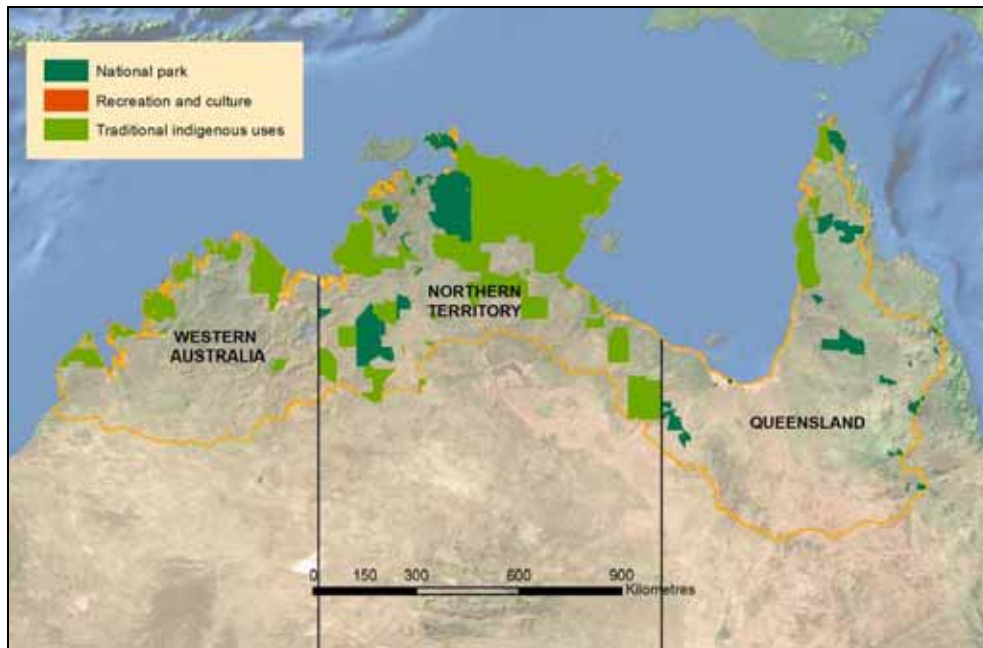 National park
Recreation and culture
Traditional indigenous uses
NORTHERN
TERRITORY
WESTERN
AUSTRALIA
QUEENSLAND
0 150 300 600 900
Kilometres